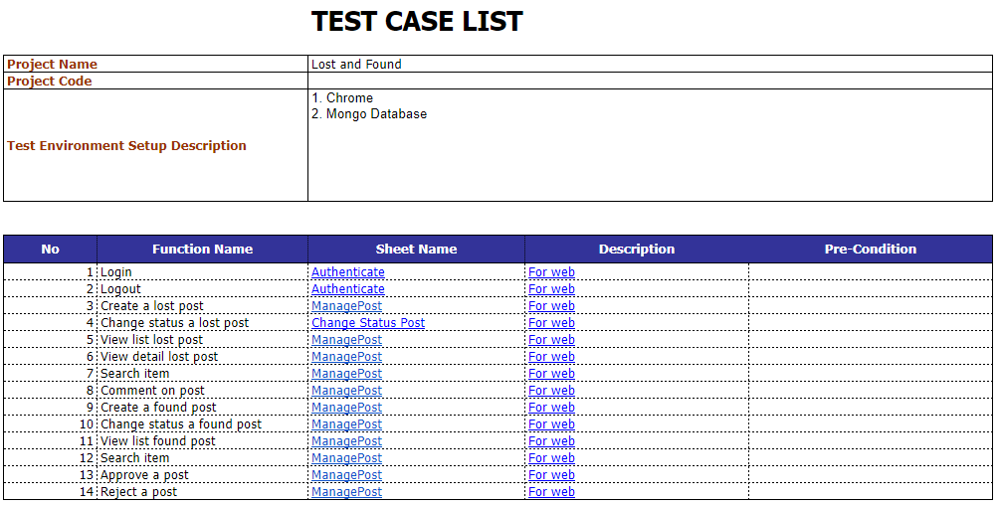 TEST CASE LIST
Project Name Lost and Found
Project Code
Test Environment Setup Description 1. Chrome
2. Mongo Database
No Function Name Sheet Name Description Pre-Condition
1 Login Authenticate For web
2 Logout Authenticate For web
3 Create a lost post ManagePost For web
4 Change status a lost post Change Status Post For web
5 View list lost post ManagePost For web
6 View detail lost post ManagePost For web
7 Search item ManagePost For web
8 Comment on post ManagePost For web
9 Create a found post ManagePost For web
10 Change status a found post ManagePost For web
11 View list found post ManagePost For web
12 Search item ManagePost For web
13 Approve a post ManagePost For web
14 Reject a post ManagePost For web